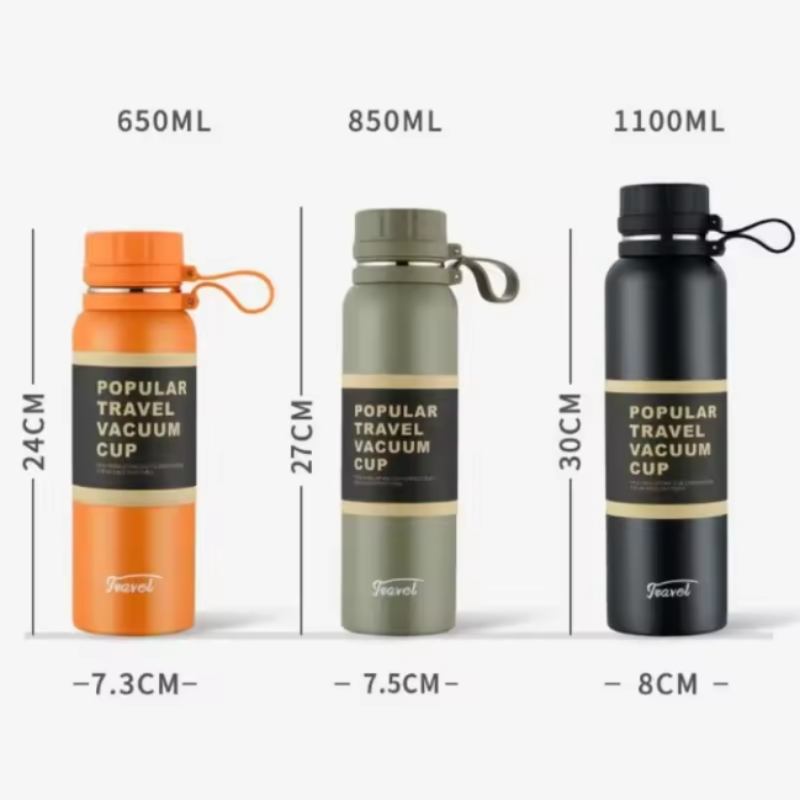 650ML
850ML
1100ML
24CM
POPULAR
TRAVEL
VACUUM
CUP
Travel
27CM
POPULAR
TRAVEL
VACUUM
CUP
Travel
30CM
POPULAR
TRAVEL
VACUUM
CUP
Travel
-7.3CM-
- 7.5CM-
- 8CM -